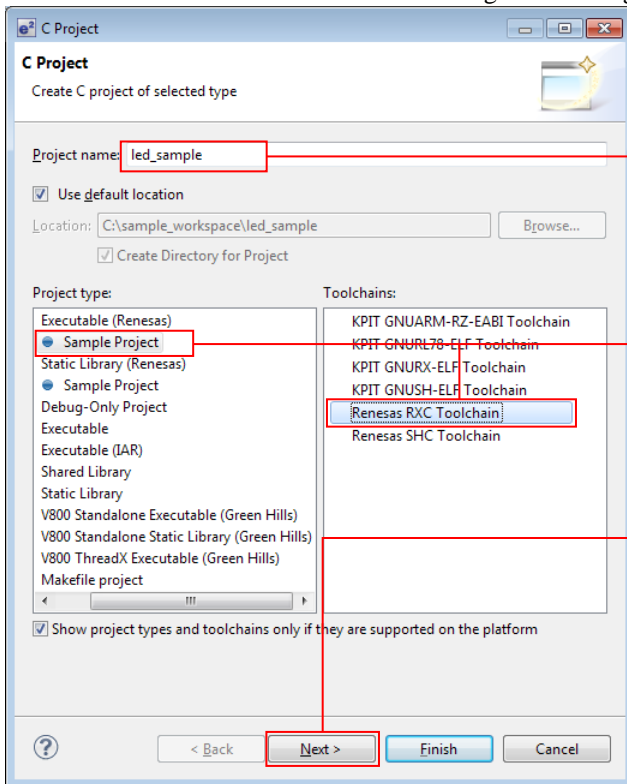 C Project
C Project
Create C project of selected type
Project name: led_sample
Use default location
Location: C:\sample_workspace\led_sample
Browse...
Create Directory for Project
Project type:
Toolchains:
Executable (Renesas)
Sample Project
Static Library (Renesas)
Sample Project
Debug-Only Project
Executable
Executable (IAR)
Shared Library
Static Library
V800 Standalone Executable (Green Hills)
V800 Standalone Static Library (Green Hills)
V800 ThreadX Executable (Green Hills)
Makefile project
KPIT GNUARM-RZ-EABI Toolchain
KPIT GNURL78-ELF Toolchain
KPIT GNURX-ELF Toolchain
KPIT GNUSH-ELF Toolchain
Renesas RXC Toolchain
Renesas SHC Toolchain
Show project types and toolchains only if they are supported on the platform
< Back
Next >
Finish
Cancel